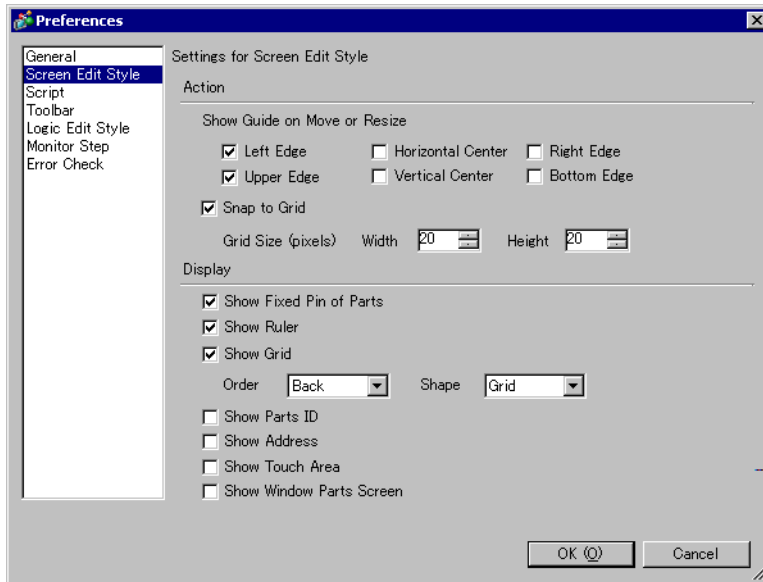 Preferences
General
Screen Edit Style
Script
Toolbar
Logic Edit Style
Monitor Step
Error Check
Settings for Screen Edit Style
Action
Show Guide on Move or Resize
Left Edge Horizontal Center Right Edge
Upper Edge Vertical Center Bottom Edge
Snap to Grid
Grid Size (pixels) Width 20 Height 20
Display
Show Fixed Pin of Parts
Show Ruler
Show Grid
Order Back Shape Grid
Show Parts ID
Show Address
Show Touch Area
Show Window Parts Screen
OK (O) Cancel